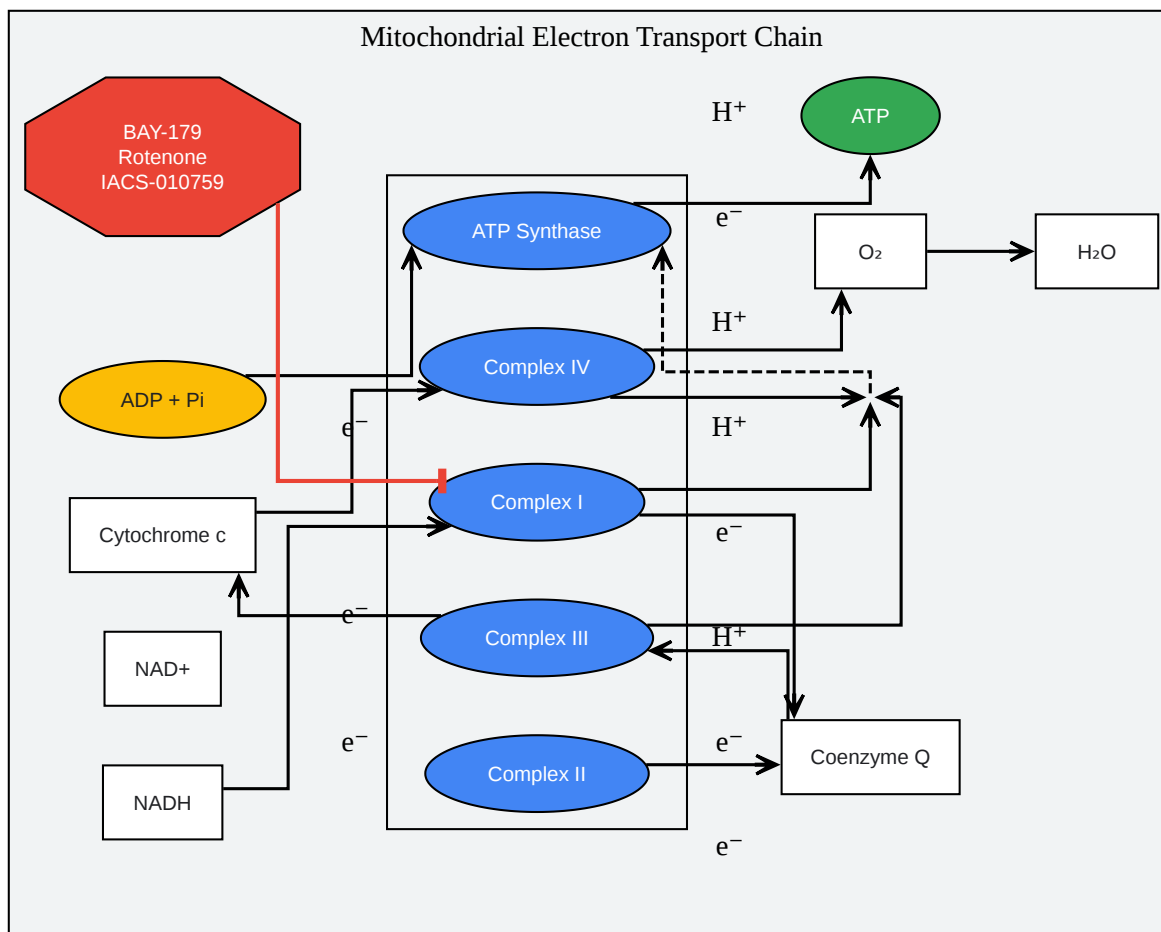 Mitochondrial Electron Transport Chain
BAY-179
Rotenone
IACS-010759
H⁺
ATP
ATP Synthase
e⁻
O₂
H₂O
H⁺
Complex IV
ADP + Pi
e⁻
H⁺
Complex I
Cytochrome c
e⁻
e⁻
Complex III
H⁺
NAD+
e⁻
e⁻
Coenzyme Q
Complex II
NADH
e⁻